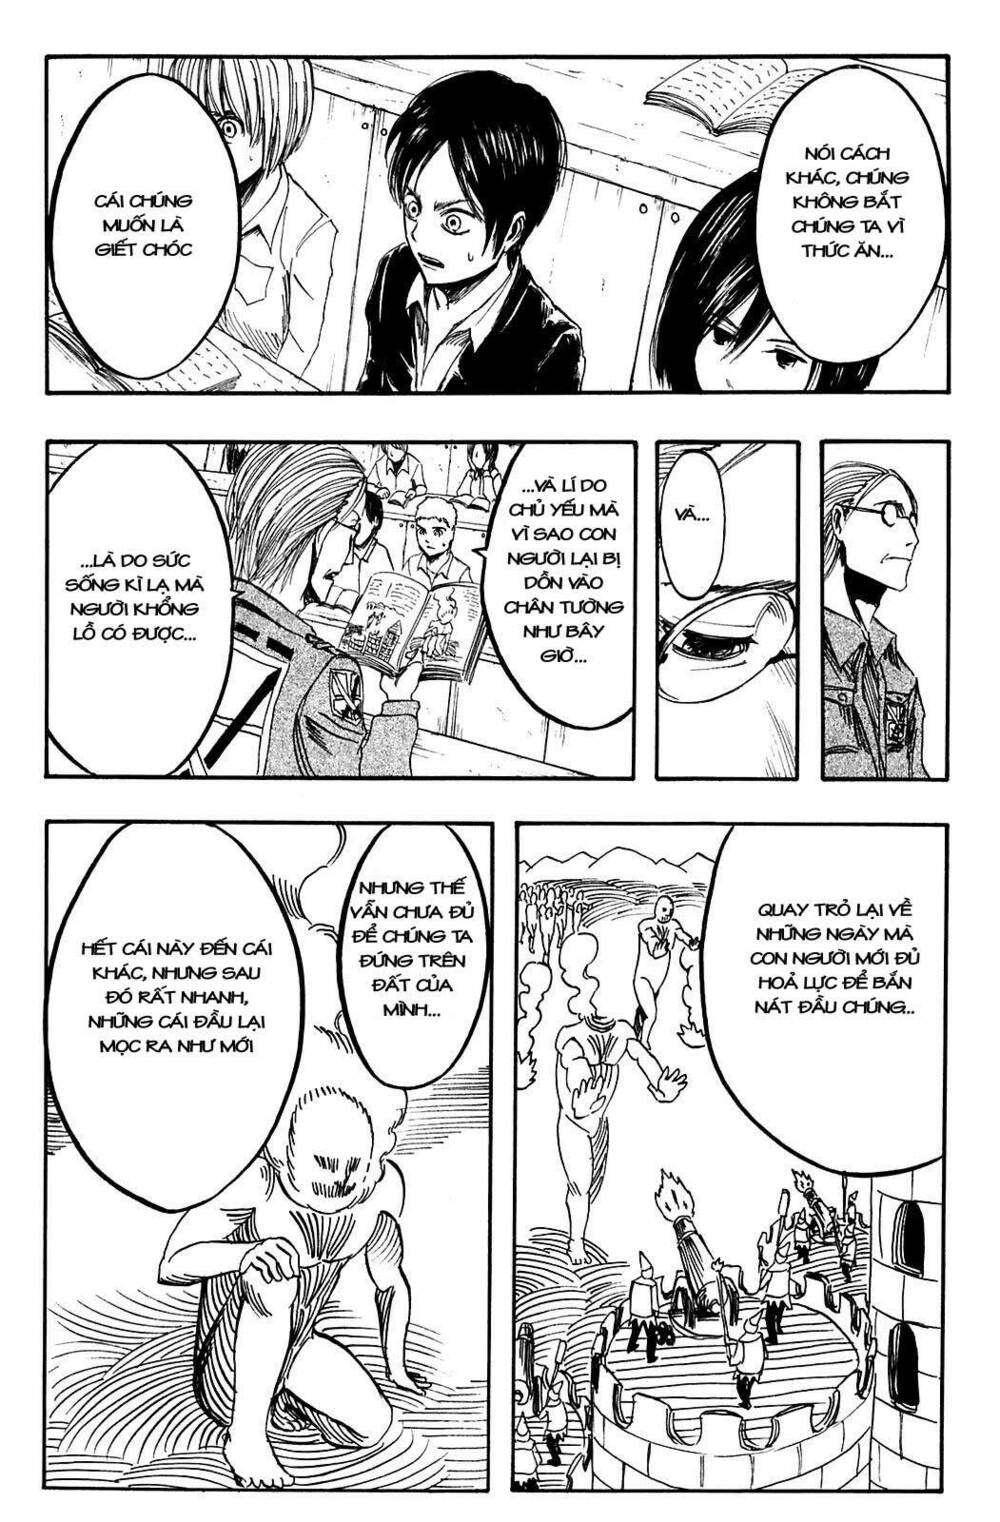 NÓI CÁCH
KHÁC, CHÚNG
KHÔNG BẮT
CHÚNG TA VÌ
THỨC ĂN...
CÁI CHÚNG
MUỐN LÀ
GIẾT CHÓC
VÀ...
...VÀ LÍ DO
CHỦ YẾU MÀ
VÌ SAO CON
NGƯỜI LẠI BỊ
DỒN VÀO
CHÂN TƯỜNG
NHƯ BÂY
GIỜ...
...LÀ DO SỨC
SỐNG KÌ LẠ MÀ
NGƯỜI KHỔNG
LỒ CÓ ĐƯỢC...
QUAY TRỞ LẠI VỀ
NHỮNG NGÀY MÀ
CON NGƯỜI MỚI ĐỦ
HOẢ LỰC ĐỂ BẮN
NÁT ĐẦU CHÚNG..
NHƯNG THẾ
VẪN CHƯA ĐỦ
ĐỂ CHÚNG TA
ĐỨNG TRÊN
ĐẤT CỦA
MÌNH...
HẾT CÁI NÀY ĐẾN CÁI
KHÁC, NHƯNG SAU
ĐÓ RẤT NHANH,
NHỮNG CÁI ĐẦU LẠI
MỌC RA NHƯ MỚI